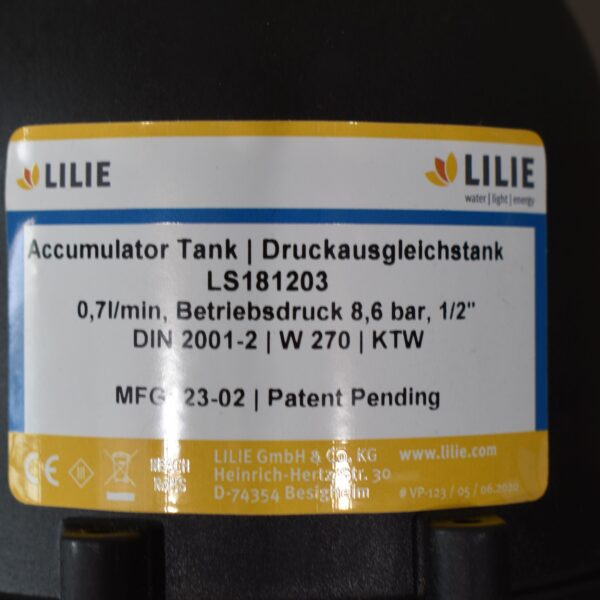 LILIE
LILIE
water | light | energy
Accumulator Tank | Druckausgleichstank
LS181203
0,7l/min, Betriebsdruck 8,6 bar, 1/2"
DIN 2001-2 | W 270 | KTW
MFG: 23-02 | Patent Pending
CE
III
REACH
ROHS
LILIE GmbH & Co. KG
Heinrich-Hertz-Str. 30
D-74354 Besigheim
www.lilie.com
# VP-123 / 05 / 06.2020